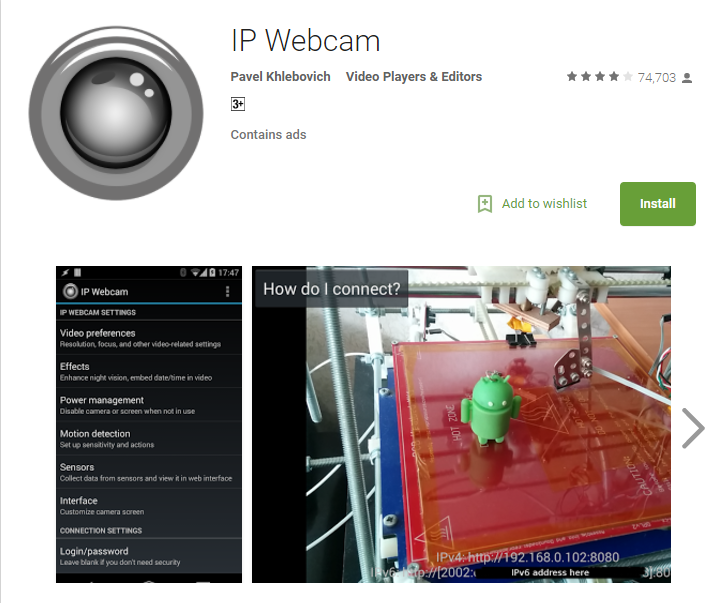 IP Webcam
Pavel Khlebovich Video Players & Editors 74,703
3+
Contains ads
Add to wishlist Install
17:47
IP Webcam
IP WEBCAM SETTINGS
Video preferences
Resolution, focus, and other video-related settings
Effects
Enhance night vision, embed date/time in video
Power management
Disable camera or screen when not in use
Motion detection
Set up sensitivity and actions
Sensors
Collect data from sensors and view it in web interface
Interface
Customize camera screen
CONNECTION SETTINGS
Login/password
Leave blank if you don't need security
How do I connect?
HOT ZONE
CAUTION!
IPv4: http://192.168.0.102:8080
IPv6: http://[2002: IPv6 address here ]:80